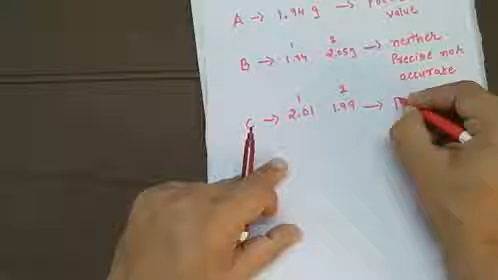 A → 1.94 g →
value
1 2
B → 1.94 2.05g → neither
Precise not
accurate
1 2
C → 2.01 1.99 →